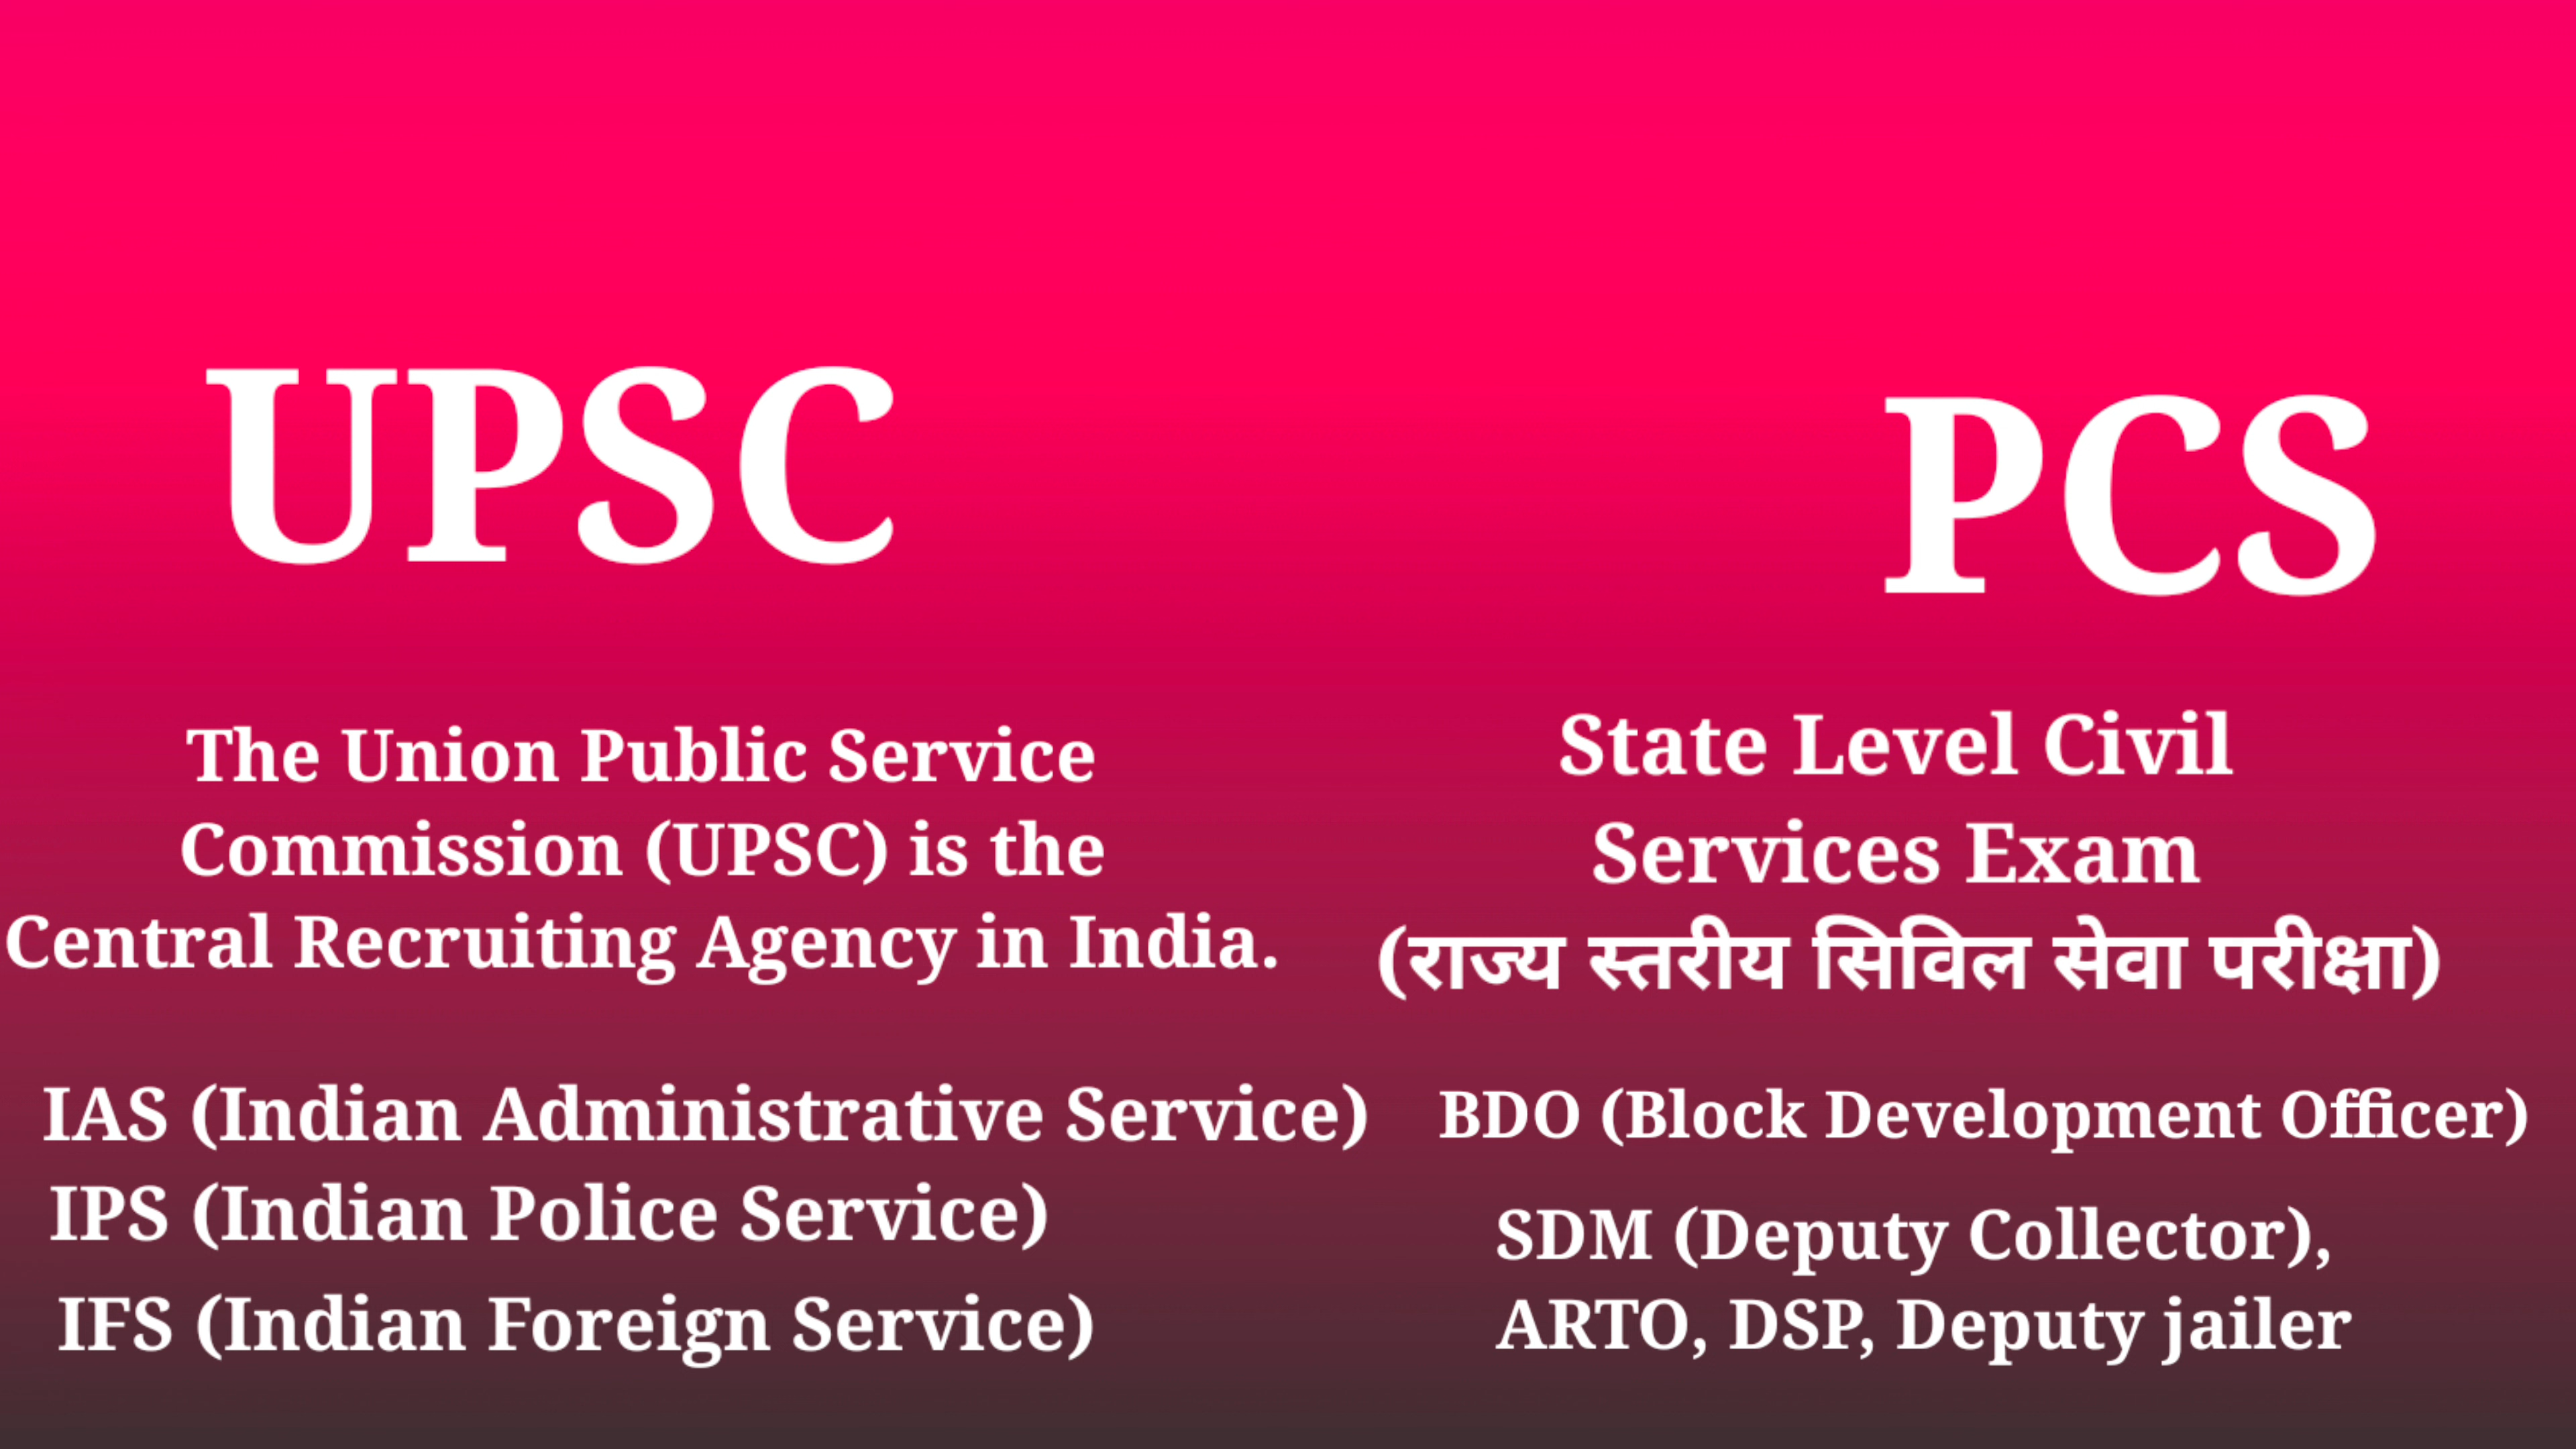 UPSC
The Union Public Service
Commission (UPSC) is the
Central Recruiting Agency in India.
IAS (Indian Administrative Service)
IPS (Indian Police Service)
IFS (Indian Foreign Service)
PCS
State Level Civil
Services Exam
(राज्य स्तरीय सिविल सेवा परीक्षा)
BDO (Block Development Officer)
SDM (Deputy Collector),
ARTO, DSP, Deputy jailer